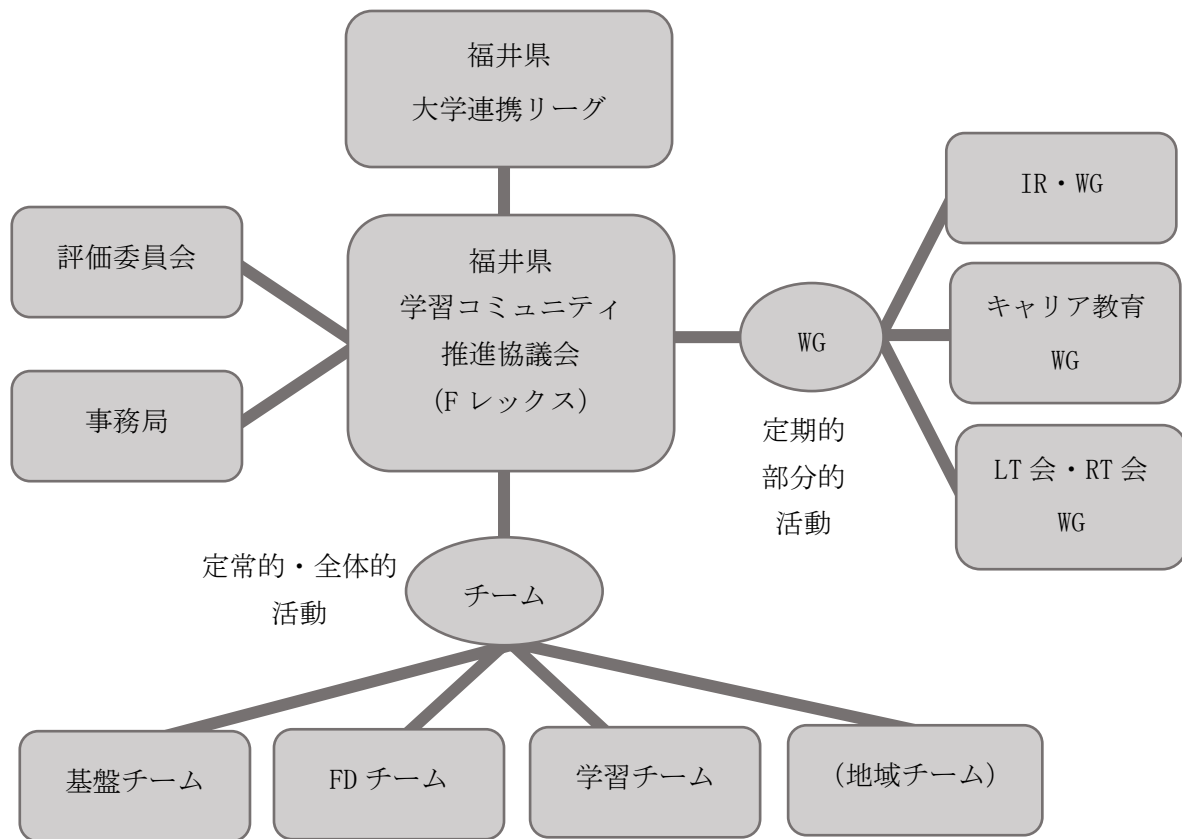 福井県
大学連携リーグ
評価委員会
事務局
福井県
学習コミュニティ
推進協議会
(F レックス)
WG
定期的
部分的
活動
IR・WG
キャリア教育
WG
LT 会・RT 会
WG
定常的・全体的
活動
チーム
基盤チーム
FD チーム
学習チーム
(地域チーム)